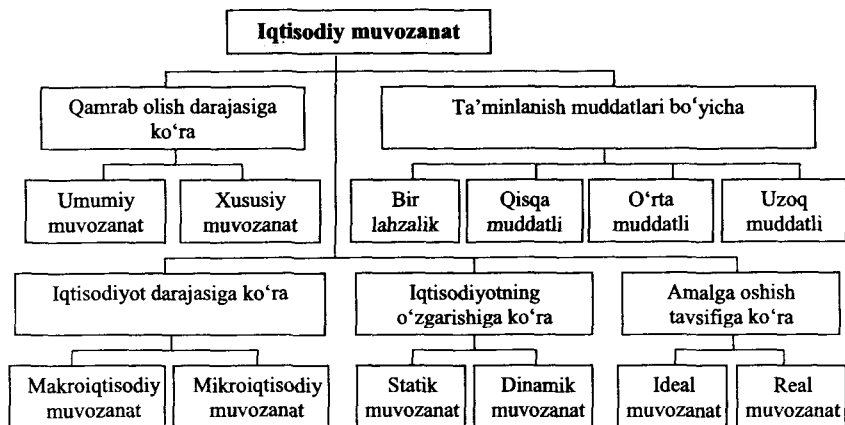 Iqtisodiy muvozanat
Qamrab olish darajasiga
ko‘ra
Ta’minlanish muddatlari bo‘yicha
Umumiy
muvozanat
Xususiy
muvozanat
Bir
lahzalik
Qisqa
muddatli
O‘rta
muddatli
Uzoq
muddatli
Iqtisodiyot darajasiga ko‘ra
Iqtisodiyotning
o‘zgarishiga ko‘ra
Amalga oshish
tavsifiga ko‘ra
Makroiqtisodiy
muvozanat
Mikroiqtisodiy
muvozanat
Statik
muvozanat
Dinamik
muvozanat
Ideal
muvozanat
Real
muvozanat